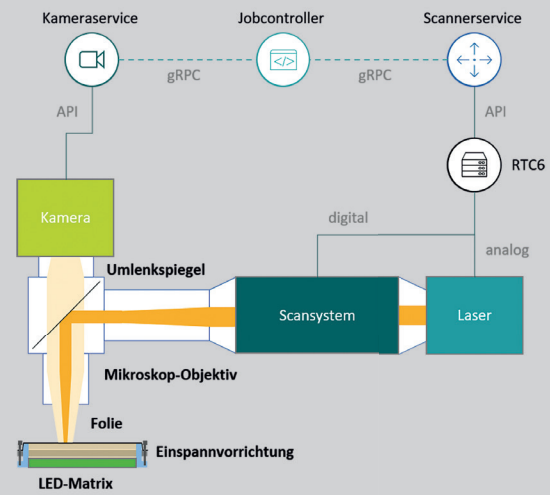 Kameraservice
Jobcontroller
Scannerservice
</>
gRPC
gRPC
API
API
RTC6
Kamera
digital
analog
Umlenkspiegel
Scansystem
Laser
Mikroskop-Objektiv
Folie
Einspannvorrichtung
LED-Matrix